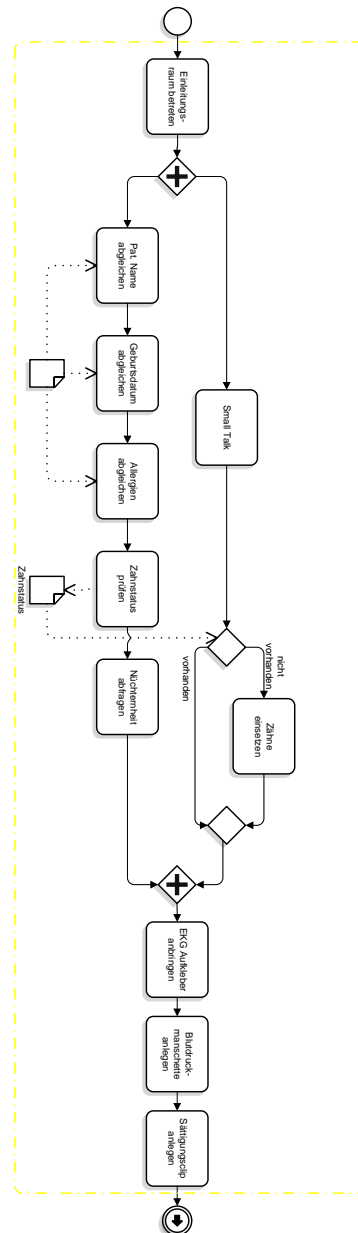 Einleitungs-
raum betreten
Pat. Name
abgleichen
Geburtsdatum
abgleichen
Allergien
abgleichen
Zahnstatus
prüfen
Nüchternheit
abfragen
Zahnstatus
Small Talk
nicht
vorhanden
vorhanden
Zähne
einsetzen
EKG Aufkleber
anbringen
Blutdruck-
manschette
anlegen
Sättigungsclip
anlegen